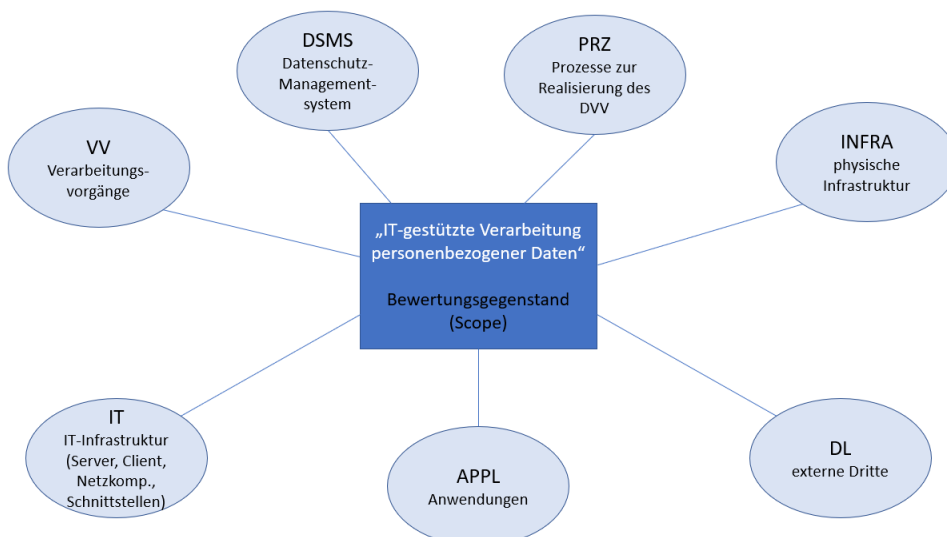 DSMS
Datenschutz-
Management-
system
PRZ
Prozesse zur
Realisierung des
DVV
VV
Verarbeitungs-
vorgänge
INFRA
physische
Infrastruktur
„IT-gestützte Verarbeitung
personenbezogener Daten“
Bewertungsgegenstand
(Scope)
IT
IT-Infrastruktur
(Server, Client,
Netzkomp.,
Schnittstellen)
APPL
Anwendungen
DL
externe Dritte